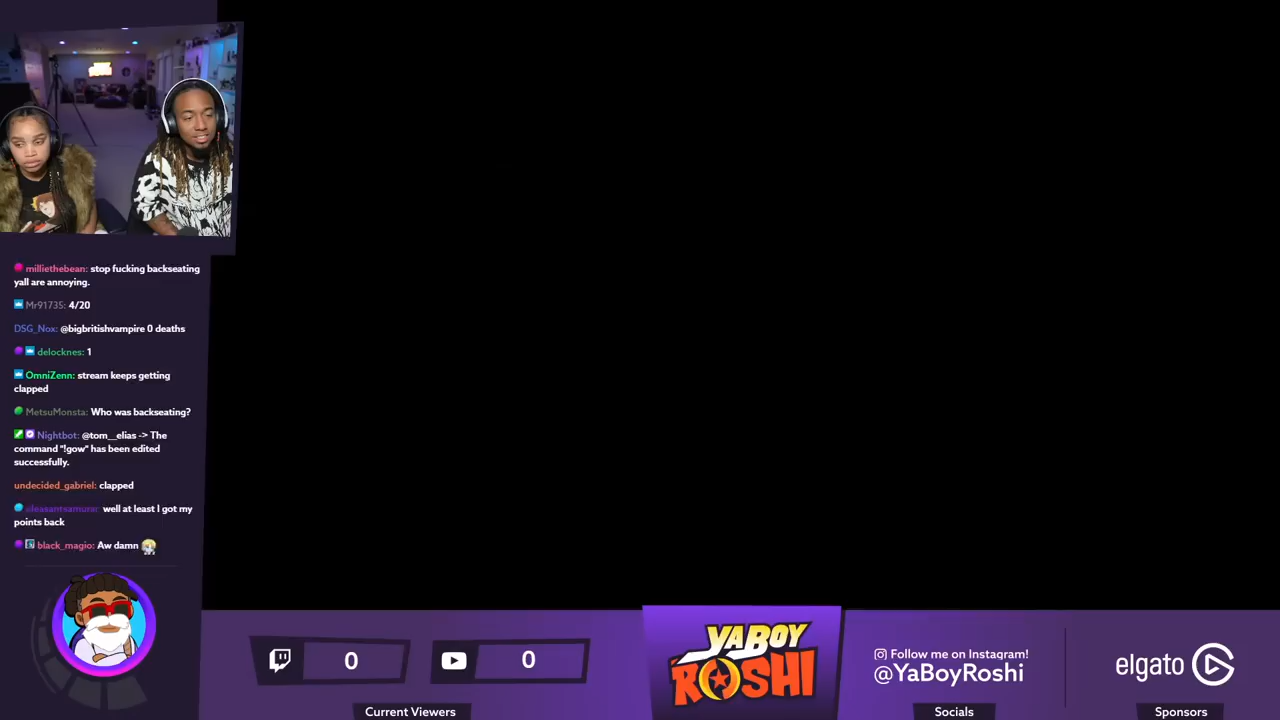 milliethebean: stop fucking backseating
yall are annoying.
Mr91735: 4/20
DSG_Nox: @bigbritishvampire 0 deaths
delocknes: 1
OmniZenn: stream keeps getting
clapped
MetsuMonsta: Who was backseating?
Nightbot: @tom__elias -> The
command "!gow" has been edited
successfully.
undecided_gabriel: clapped
well at least I got my
points back
black_magio: Aw damn
0
0
Current Viewers
YABOY
ROSHI
Follow me on Instagram!
@YaBoyRoshi
Socials
elgato
Sponsors